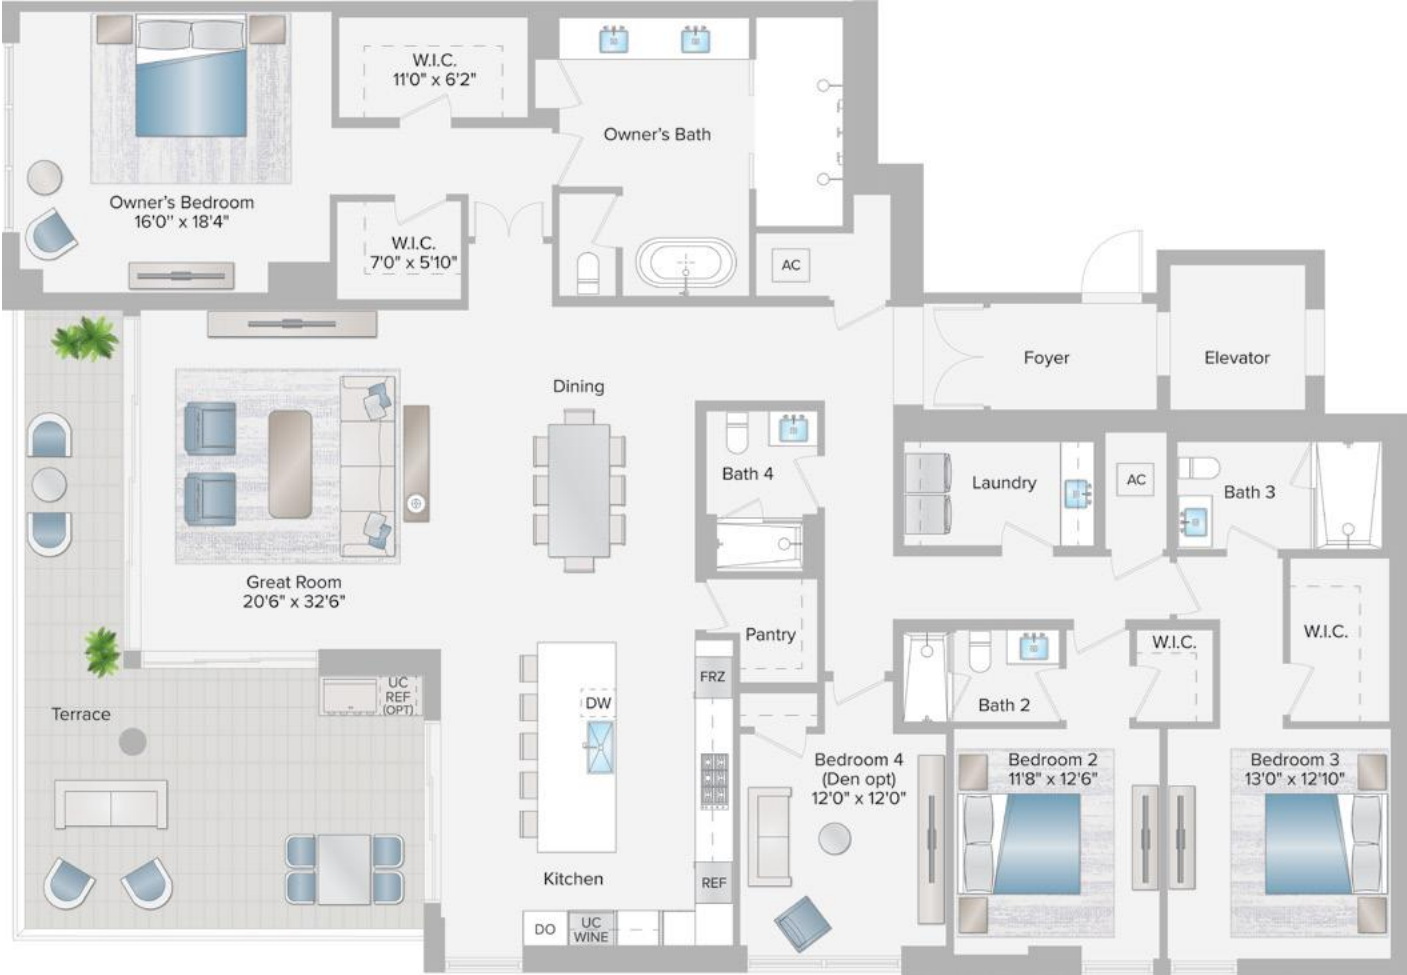 W.I.C.
11'0" x 6'2"
Owner's Bath
Owner's Bedroom
16'0" x 18'4"
W.I.C.
7'0" x 5'10"
AC
Foyer
Elevator
Dining
Bath 4
Laundry
AC
Bath 3
Great Room
20'6" x 32'6"
Pantry
W.I.C.
W.I.C.
FRZ
UC
REF
(OPT)
DW
Terrace
Bath 2
Bedroom 4
(Den opt)
12'0" x 12'0"
Bedroom 2
11'8" x 12'6"
Bedroom 3
13'0" x 12'10"
Kitchen
REF
DO
UC
WINE